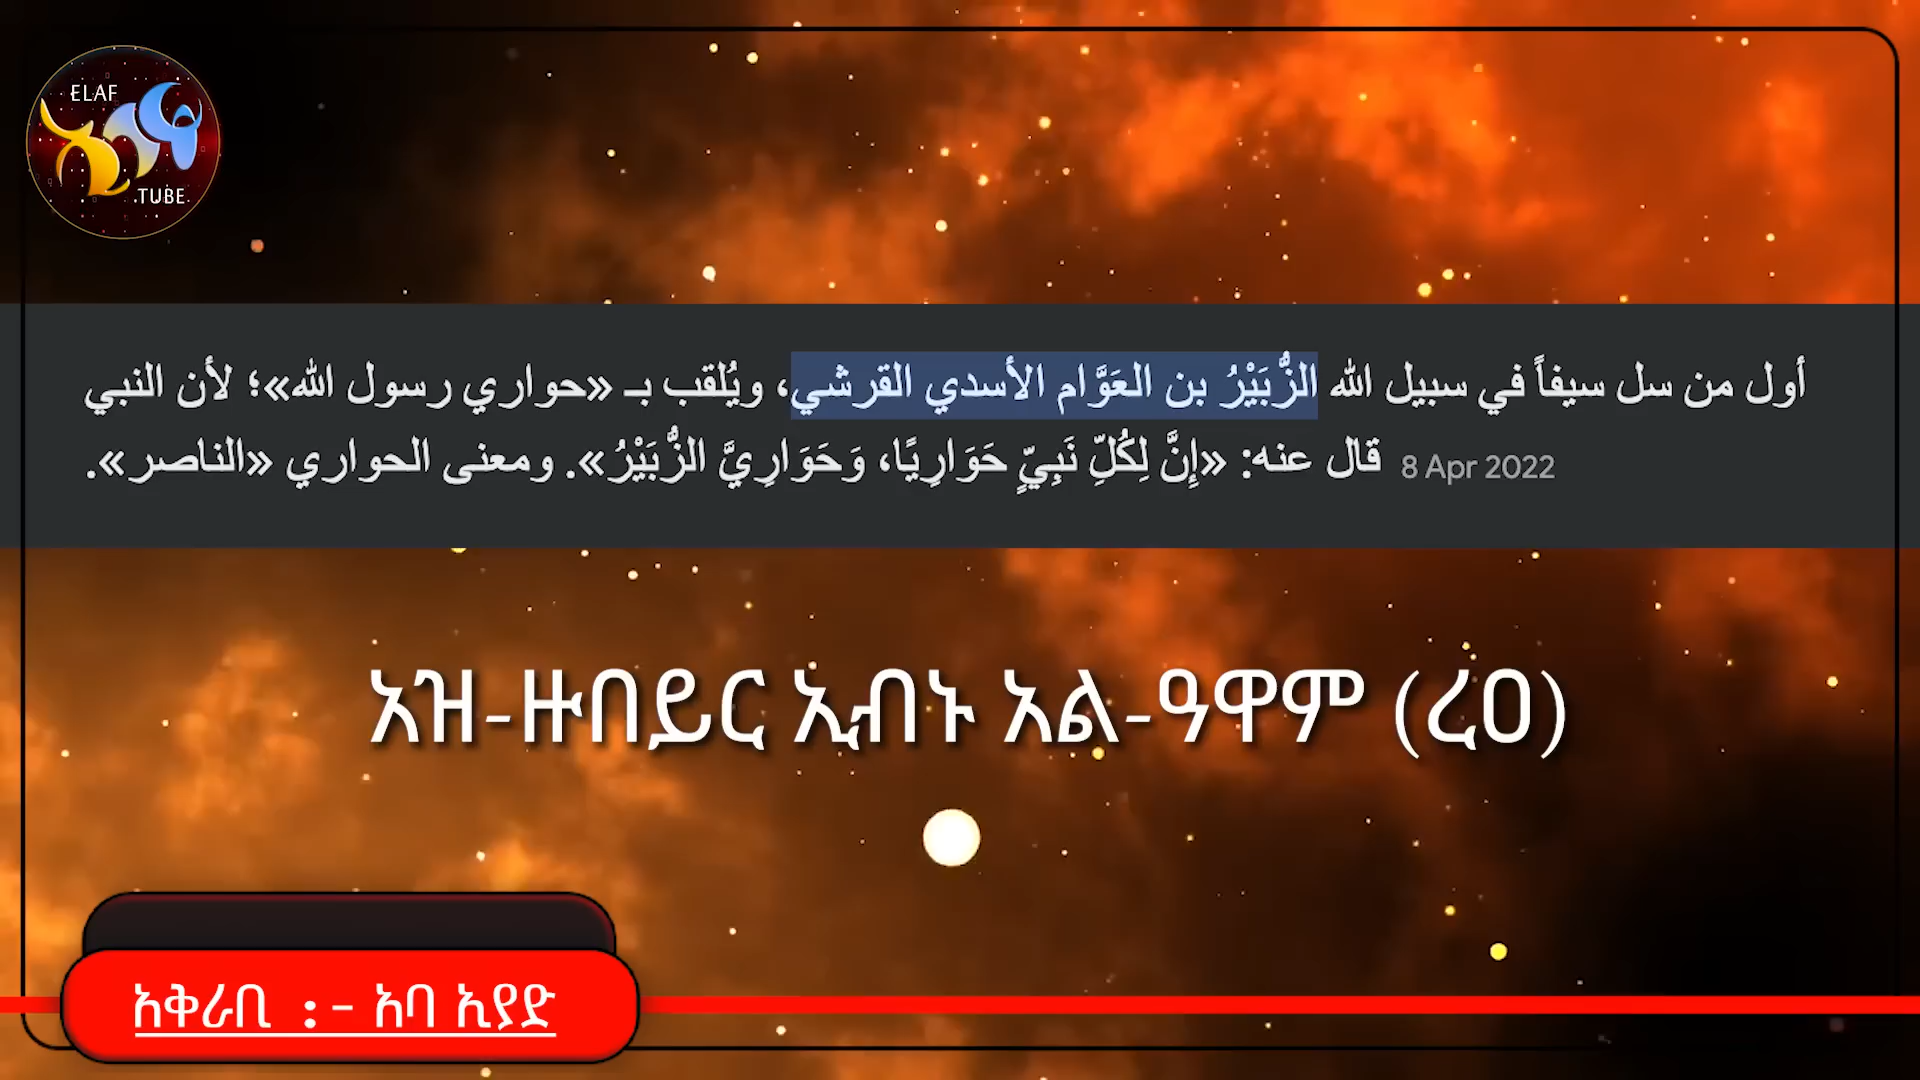 ELAF
ኢላፍ
TUBE
أول من سل سيفاً في سبيل الله الزُّبَيْرُ بن العَوَّام الأسدي القرشي، ويُلقب بـ «حواري رسول الله»؛ لأن النبي
8 Apr 2022 قال عنه: «إِنَّ لِكُلِّ نَبِيٍّ حَوَارِيًا، وَحَوَارِيَّ الزُّبَيْرُ». ومعنى الحواري «الناصر».
አዝ-ዙበይር ኢብኑ አል-ዓዋም (ረዐ)
አቅራቢ :- አባ ኢያድ